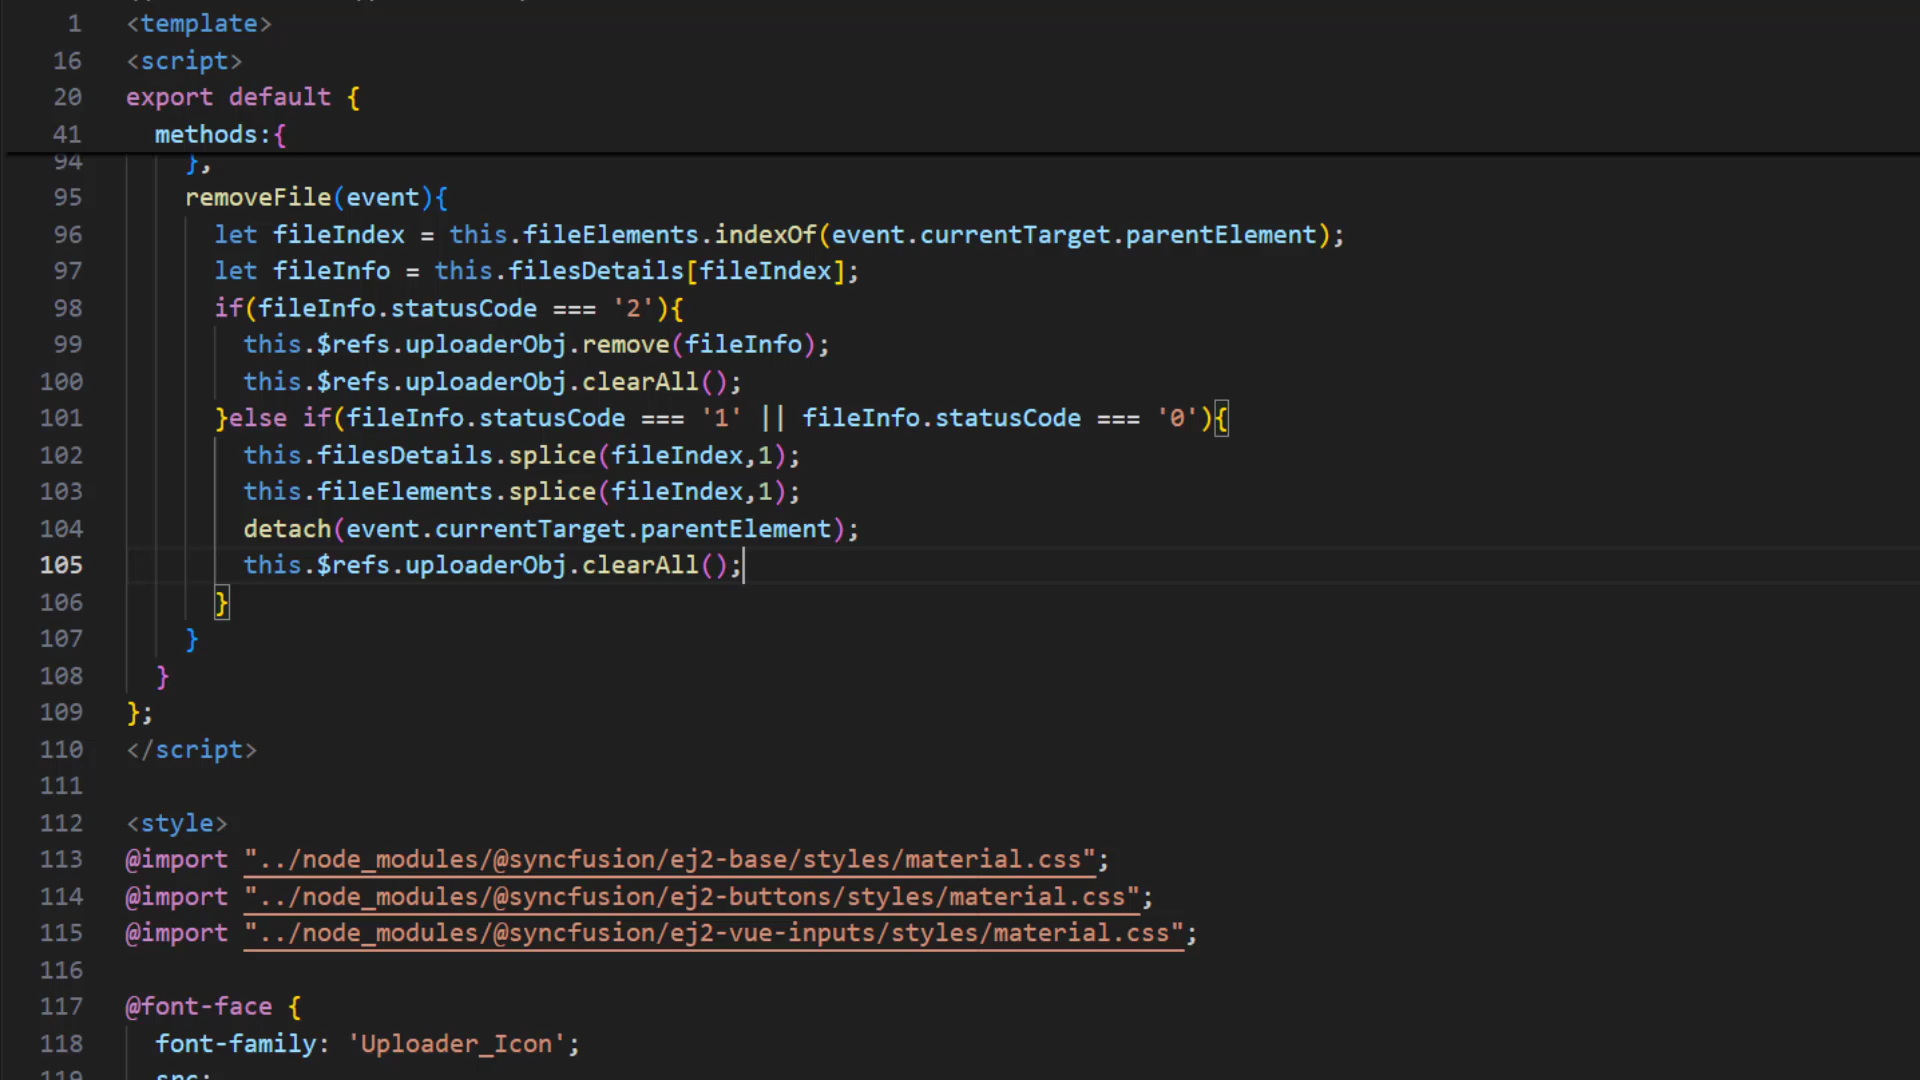 1 <template>
16 <script>
20 export default {
41 methods:{
94 },
95 removeFile(event){
96 let fileIndex = this.fileElements.indexOf(event.currentTarget.parentElement);
97 let fileInfo = this.filesDetails[fileIndex];
98 if(fileInfo.statusCode === '2'){
99 this.$refs.uploaderObj.remove(fileInfo);
100 this.$refs.uploaderObj.clearAll();
101 }else if(fileInfo.statusCode === '1' || fileInfo.statusCode === '0'){
102 this.filesDetails.splice(fileIndex,1);
103 this.fileElements.splice(fileIndex,1);
104 detach(event.currentTarget.parentElement);
105 this.$refs.uploaderObj.clearAll();
106 }
107 }
108 }
109 };
110 </script>
111
112 <style>
113 @import "../node_modules/@syncfusion/ej2-base/styles/material.css";
114 @import "../node_modules/@syncfusion/ej2-buttons/styles/material.css";
115 @import "../node_modules/@syncfusion/ej2-vue-inputs/styles/material.css";
116
117 @font-face {
118 font-family: 'Uploader_Icon';
119 src: